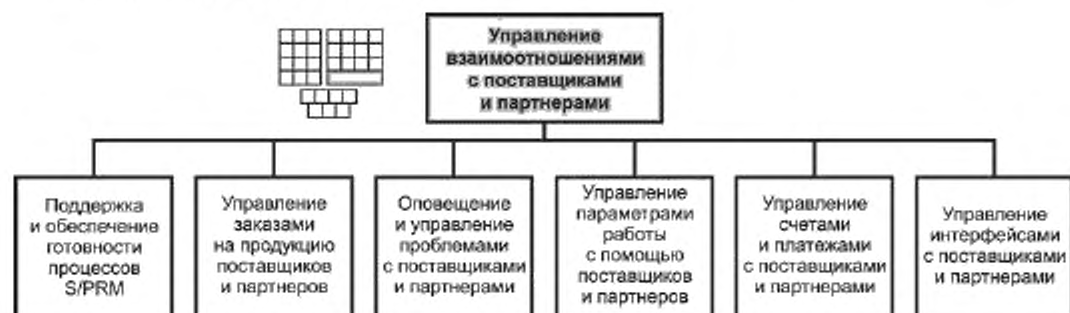 Управление
взаимоотношениями
с поставщиками
и партнерами
Поддержка
и обеспечение
готовности
процессов
S/PRM
Управление
заказами
на продукцию
поставщиков
и партнеров
Оповещение
и управление
проблемами
с поставщиками
и партнерами
Управление
параметрами
работы
с помощью
поставщиков
и партнеров
Управление
счетами
и платежами
с поставщиками
и партнерами
Управление
интерфейсами
с поставщиками
и партнерами